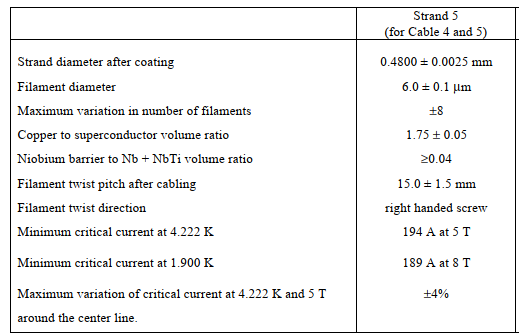 Strand 5
(for Cable 4 and 5)
Strand diameter after coating 0.4800 ± 0.0025 mm
Filament diameter 6.0 ± 0.1 μm
Maximum variation in number of filaments ±8
Copper to superconductor volume ratio 1.75 ± 0.05
Niobium barrier to Nb + NbTi volume ratio ≥0.04
Filament twist pitch after cabling 15.0 ± 1.5 mm
Filament twist direction right handed screw
Minimum critical current at 4.222 K 194 A at 5 T
Minimum critical current at 1.900 K 189 A at 8 T
Maximum variation of critical current at 4.222 K and 5 T ±4%
around the center line.